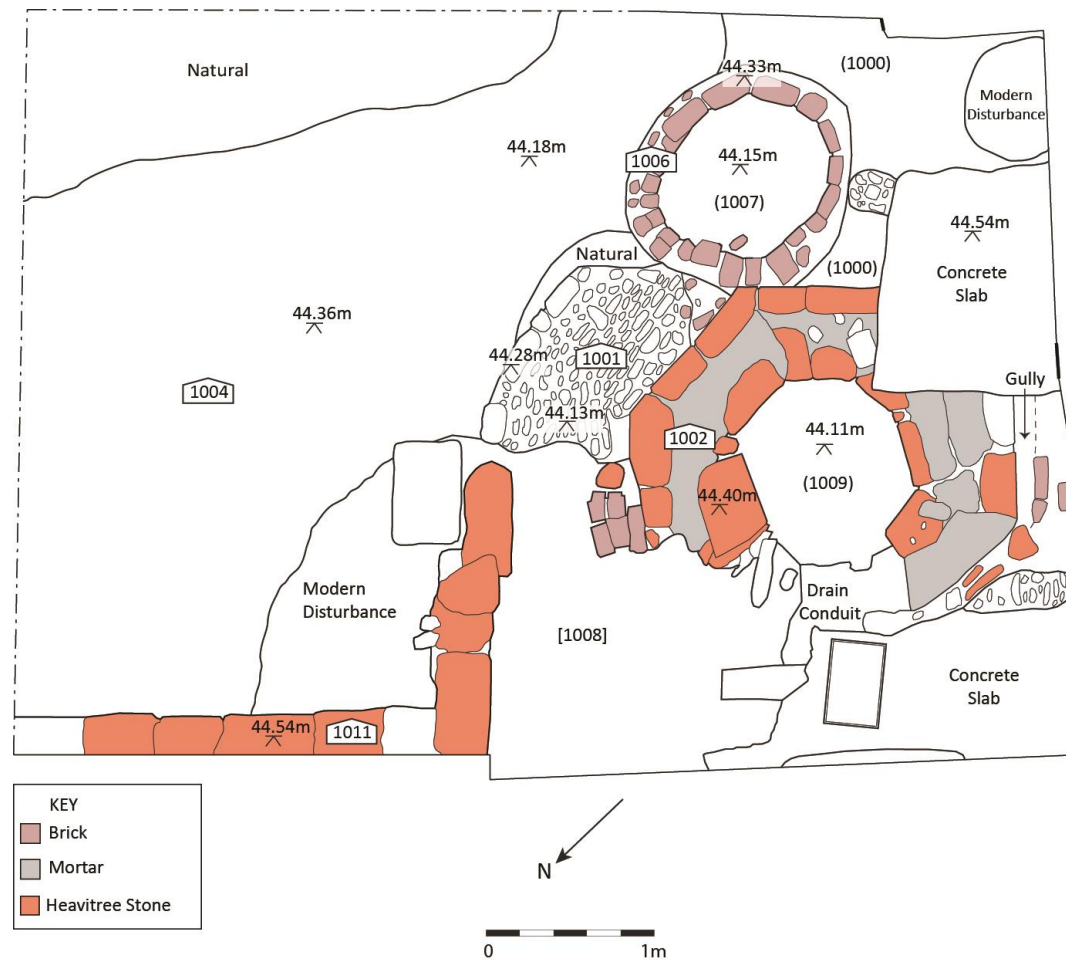 Natural
44.33m
(1000)
Modern
Disturbance
44.18m
1006
44.15m
(1007)
44.54m
Concrete
Slab
Natural
(1000)
44.36m
44.28m
1001
Gully
1004
44.13m
1002
44.11m
(1009)
44.40m
Modern
Disturbance
Drain
Conduit
[1008]
Concrete
Slab
44.54m
1011
KEY
Brick
Mortar
Heavitree Stone
N
0
1m